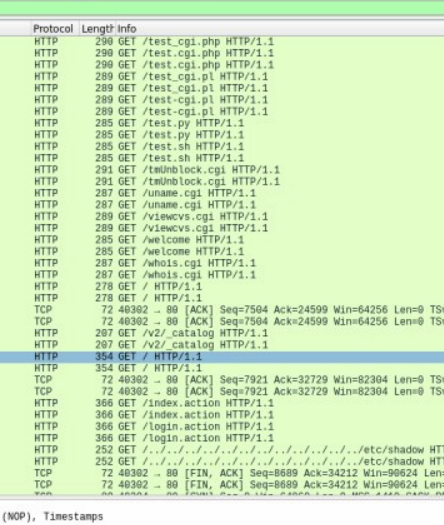 Protocol Length Info
HTTP 290 GET /test_cgi.php HTTP/1.1
HTTP 290 GET /test-cgi.php HTTP/1.1
HTTP 290 GET /test-cgi.php HTTP/1.1
HTTP 289 GET /test_cgi.pl HTTP/1.1
HTTP 289 GET /test_cgi.pl HTTP/1.1
HTTP 289 GET /test-cgi.pl HTTP/1.1
HTTP 289 GET /test-cgi.pl HTTP/1.1
HTTP 285 GET /test.py HTTP/1.1
HTTP 285 GET /test.py HTTP/1.1
HTTP 285 GET /test.sh HTTP/1.1
HTTP 285 GET /test.sh HTTP/1.1
HTTP 291 GET /tmUnblock.cgi HTTP/1.1
HTTP 291 GET /tmUnblock.cgi HTTP/1.1
HTTP 287 GET /uname.cgi HTTP/1.1
HTTP 287 GET /uname.cgi HTTP/1.1
HTTP 289 GET /viewcvs.cgi HTTP/1.1
HTTP 289 GET /viewcvs.cgi HTTP/1.1
HTTP 285 GET /welcome HTTP/1.1
HTTP 285 GET /welcome HTTP/1.1
HTTP 287 GET /whois.cgi HTTP/1.1
HTTP 287 GET /whois.cgi HTTP/1.1
HTTP 278 GET / HTTP/1.1
HTTP 278 GET / HTTP/1.1
TCP 72 40302 → 80 [ACK] Seq=7504 Ack=24599 Win=64256 Len=0 TSv
TCP 72 40302 → 80 [ACK] Seq=7504 Ack=24599 Win=64256 Len=0 TSv
HTTP 207 GET /v2/_catalog HTTP/1.1
HTTP 207 GET /v2/_catalog HTTP/1.1
HTTP 354 GET / HTTP/1.1
HTTP 354 GET / HTTP/1.1
TCP 72 40302 → 80 [ACK] Seq=7921 Ack=32729 Win=82304 Len=0 TSv
TCP 72 40302 → 80 [ACK] Seq=7921 Ack=32729 Win=82304 Len=0 TSv
HTTP 366 GET /index.action HTTP/1.1
HTTP 366 GET /index.action HTTP/1.1
HTTP 366 GET /login.action HTTP/1.1
HTTP 366 GET /login.action HTTP/1.1
HTTP 252 GET /../../../../../../../../../../etc/shadow HTT
HTTP 252 GET /../../../../../../../../../../etc/shadow HTT
TCP 72 40302 → 80 [FIN, ACK] Seq=8689 Ack=34212 Win=90624 Len=
TCP 72 40302 → 80 [FIN, ACK] Seq=8689 Ack=34212 Win=90624 Len=
(NOP), Timestamps